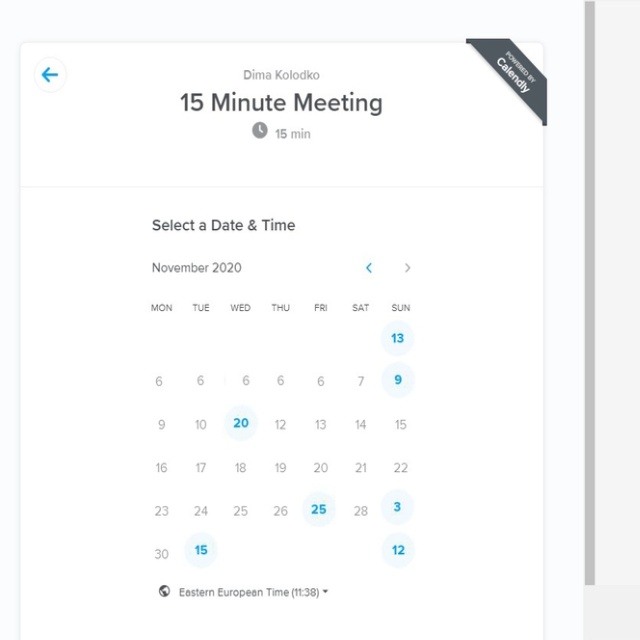 POWERED BY
Calendly
Dima Kolodko
15 Minute Meeting
15 min
Select a Date & Time
November 2020
MON TUE WED THU FRI SAT SUN
13
6 6 6 6 6 7 9
9 10 20 12 13 14 15
16 17 18 19 20 21 22
23 24 25 26 25 28 3
30 15 12
Eastern European Time (11:38)